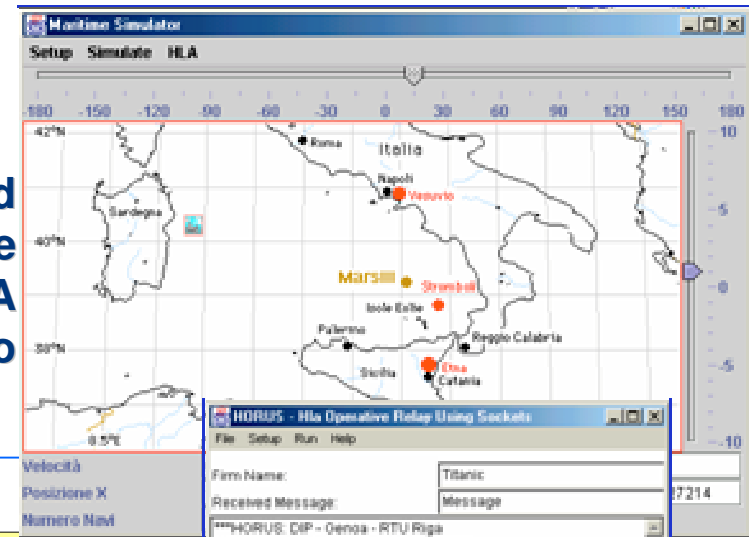 Maritime Simulator
Setup Simulate HLA
-180 -150 -120 -90 -60 -30 0 30 60 90 120 150 180
42°N
10
Roma
Italia
Napoli
Vesuvio
d
Sardegna
5
e
40°N
Marsili
A
Stromboli
0
Isole Eolie
o
Palermo
Reggio Calabria
38°N
Etna
-5
Sicilia
Catania
8.5°E
-10
HORUS - Hla Operative Relay Using Sockets
File Setup Run Help
Velocità
Firm Name: Titanic
Posizione X
27214
Received Message: Message
Numero Navi
***HORUS: DIP - Genoa - RTU Riga